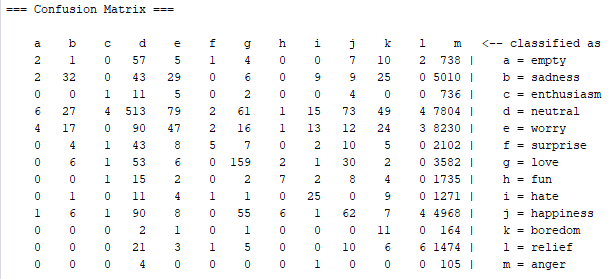 === Confusion Matrix ===
a b c d e f g h i j k l m <-- classified as
2 1 0 57 5 1 4 0 0 7 10 2 738 | a = empty
2 32 0 43 29 0 6 0 9 9 25 0 5010 | b = sadness
0 0 1 11 5 0 2 0 0 4 0 0 736 | c = enthusiasm
6 27 4 513 79 2 61 1 15 73 49 4 7804 | d = neutral
4 17 0 90 47 2 16 1 13 12 24 3 8230 | e = worry
0 4 1 43 8 5 7 0 2 10 5 0 2102 | f = surprise
0 6 1 53 6 0 159 2 1 30 2 0 3582 | g = love
0 0 1 15 2 0 2 7 2 8 4 0 1735 | h = fun
0 1 0 11 4 1 1 0 25 0 9 0 1271 | i = hate
1 6 1 90 8 0 55 6 1 62 7 4 4968 | j = happiness
0 0 0 2 1 0 1 0 0 0 11 0 164 | k = boredom
0 0 0 21 3 1 5 0 0 10 6 6 1474 | l = relief
0 0 0 4 0 0 0 0 1 0 0 0 105 | m = anger